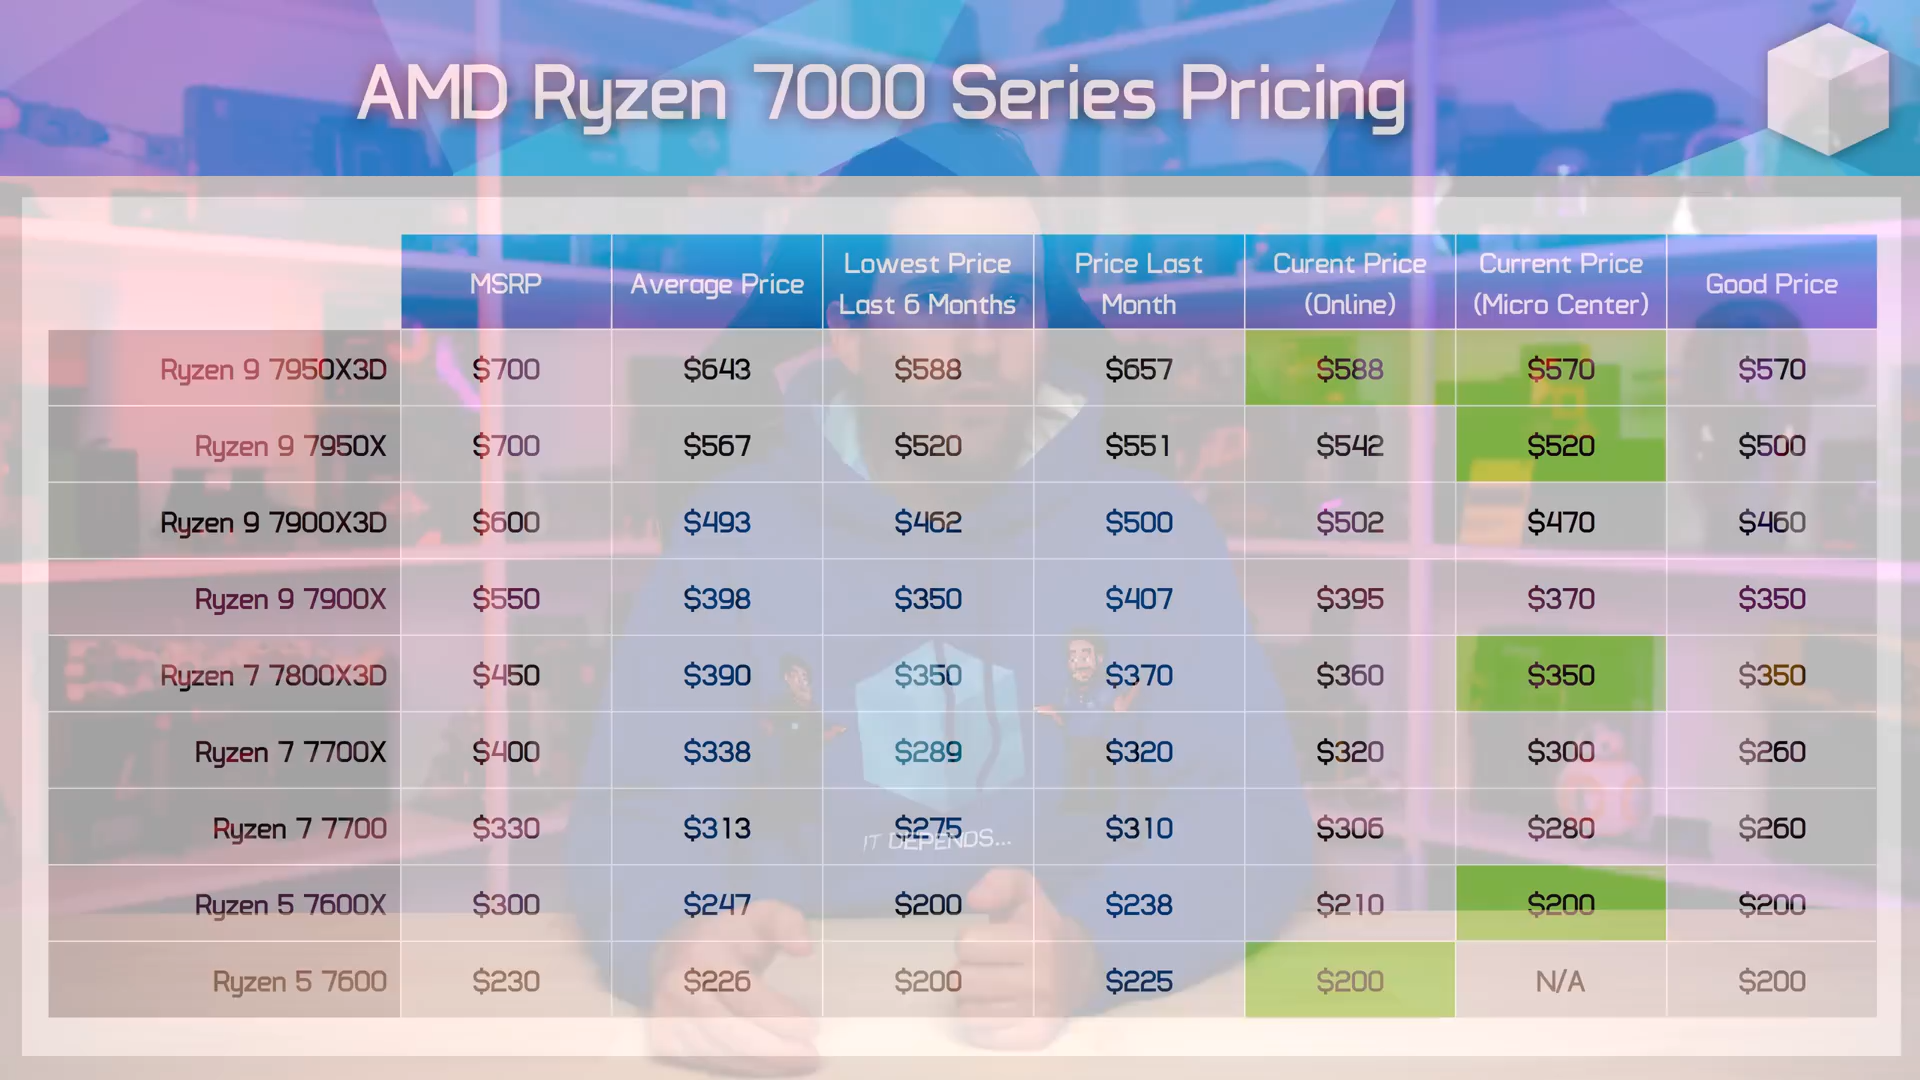 AMD Ryzen 7000 Series Pricing
MSRP Average Price Lowest Price Last 6 Months Price Last Month Curent Price (Online) Current Price (Micro Center) Good Price
Ryzen 9 7950X3D $700 $643 $588 $657 $588 $570 $570
Ryzen 9 7950X $700 $567 $520 $551 $542 $520 $500
Ryzen 9 7900X3D $600 $493 $462 $500 $502 $470 $460
Ryzen 9 7900X $550 $398 $350 $407 $395 $370 $350
Ryzen 7 7800X3D $450 $390 $350 $370 $360 $350 $350
Ryzen 7 7700X $400 $338 $289 $320 $320 $300 $260
Ryzen 7 7700 $330 $313 $275 $310 $306 $280 $260
IT DEPENDS...
Ryzen 5 7600X $300 $247 $200 $238 $210 $200 $200
Ryzen 5 7600 $230 $226 $200 $225 $200 N/A $200